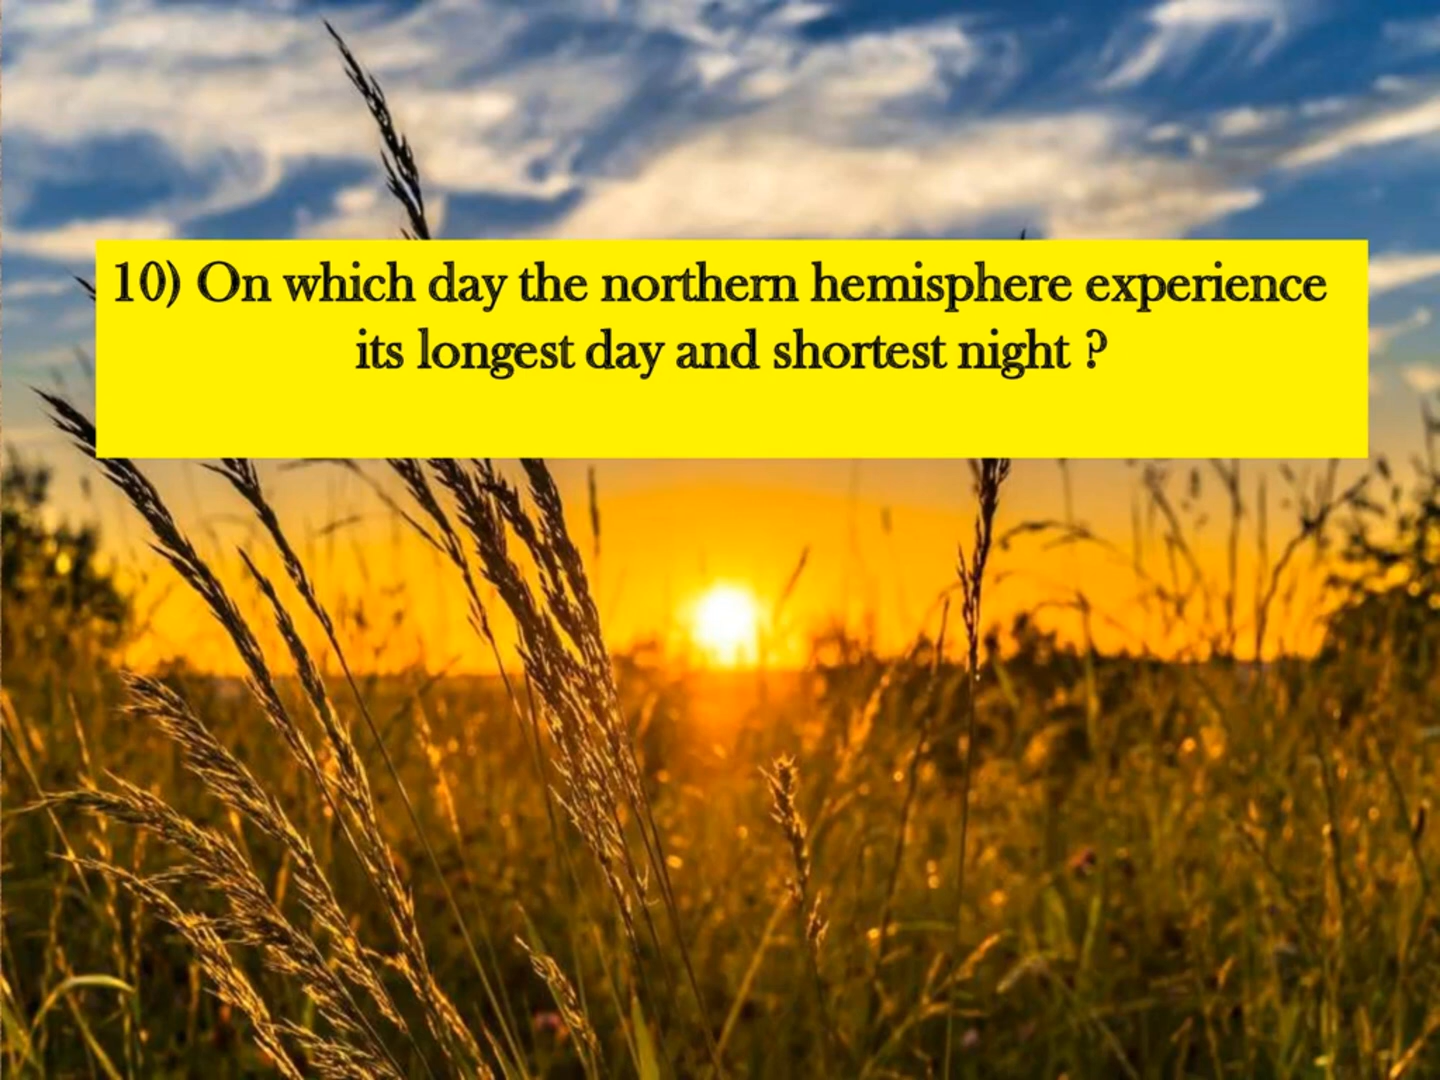 10) On which day the northern hemisphere experience
its longest day and shortest night ?